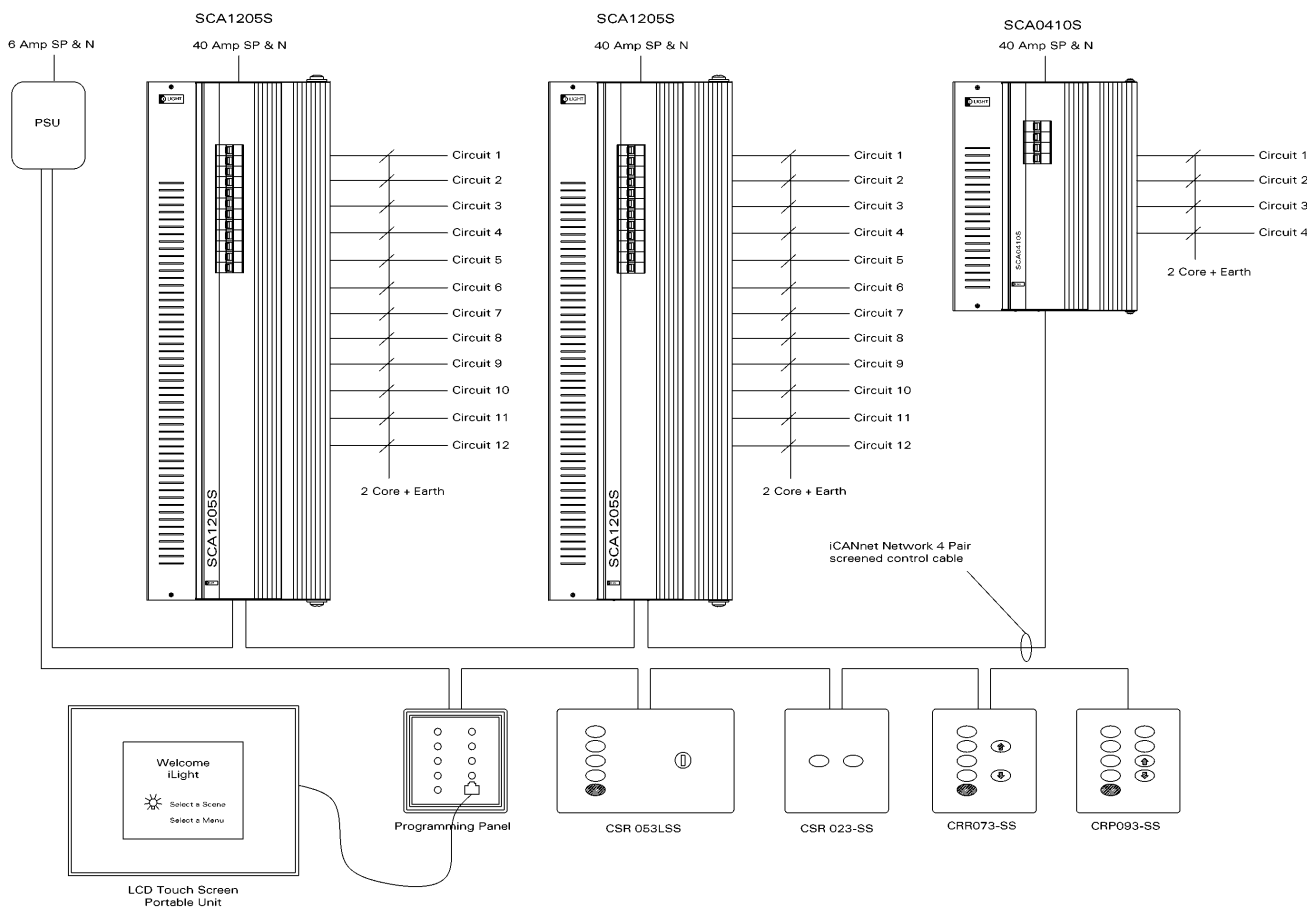 SCA1205S
SCA1205S
SCA0410S
6 Amp SP & N
40 Amp SP & N
40 Amp SP & N
40 Amp SP & N
PSU
LIGHT
LIGHT
LIGHT
Circuit 1
Circuit 2
Circuit 3
Circuit 4
Circuit 5
Circuit 6
Circuit 7
Circuit 8
Circuit 9
Circuit 10
Circuit 11
Circuit 12
2 Core + Earth
SCA1205S
Circuit 1
Circuit 2
Circuit 3
Circuit 4
Circuit 5
Circuit 6
Circuit 7
Circuit 8
Circuit 9
Circuit 10
Circuit 11
Circuit 12
2 Core + Earth
SCA1205S
Circuit 1
Circuit 2
Circuit 3
Circuit 4
2 Core + Earth
SCA0410S
iCANnet Network 4 Pair
screened control cable
Welcome
iLight
Select a Scene
Select a Menu
LCD Touch Screen
Portable Unit
Programming Panel
CSR 053LSS
CSR 023-SS
CRR073-SS
CRP093-SS